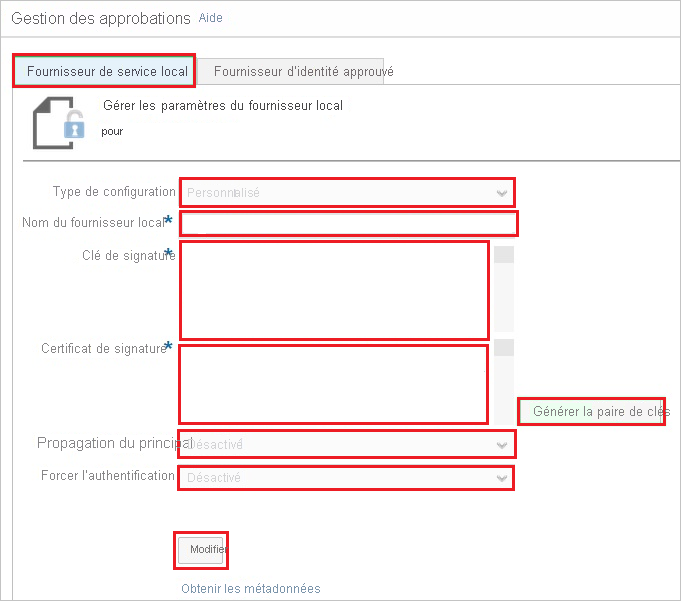 Gestion des approbations Aide
Fournisseur de service local Fournisseur d'identité approuvé
Gérer les paramètres du fournisseur local
pour
Type de configuration Personnalisé
Nom du fournisseur local*
Clé de signature*
Certificat de signature*
Générer la paire de clés
Propagation du principal Désactivé
Forcer l'authentification Désactivé
Modifier
Obtenir les métadonnées